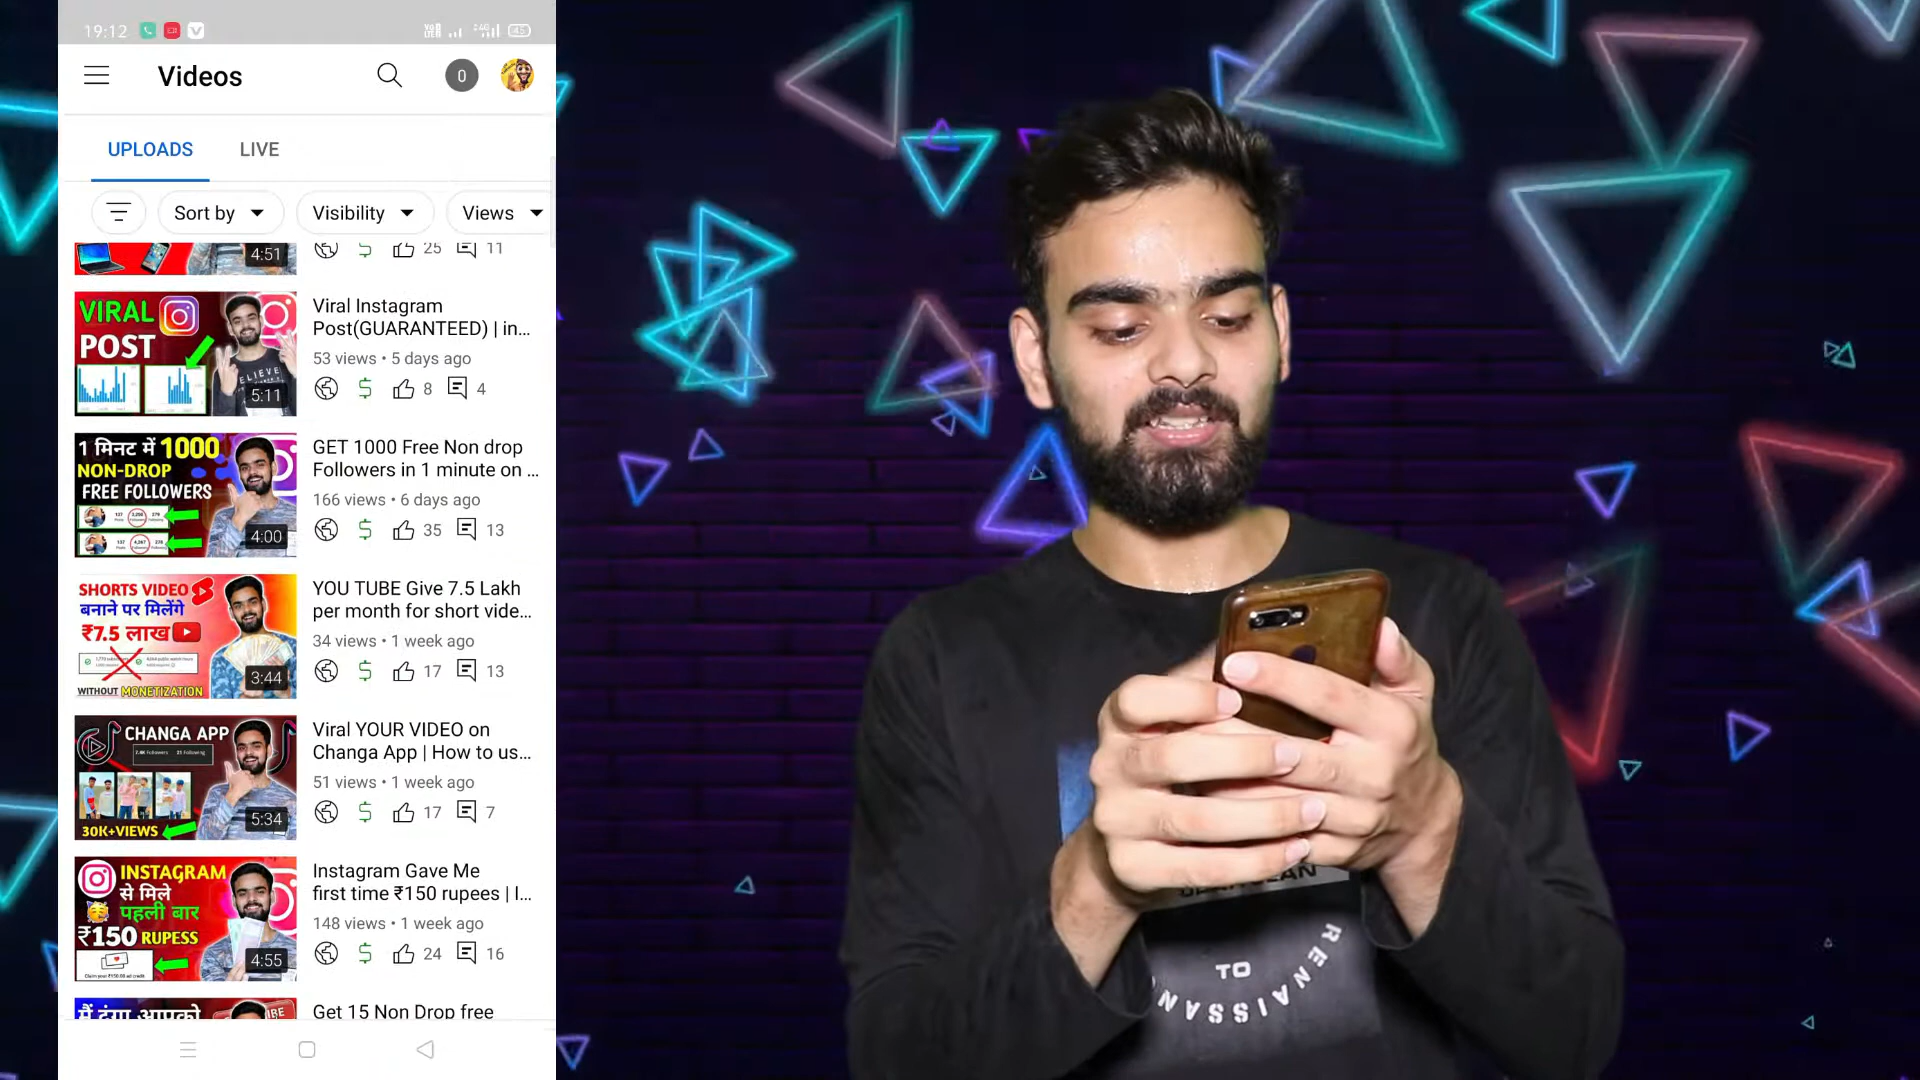 19:12
45
Videos
0
UPLOADS
LIVE
Sort by
Visibility
Views
4:51
25
11
VIRAL
POST
5:11
Viral Instagram
Post(GUARANTEED) | in...
53 views • 5 days ago
8
4
1 मिनट में 1000
NON-DROP
FREE FOLLOWERS
4:00
GET 1000 Free Non drop
Followers in 1 minute on ...
166 views • 6 days ago
35
13
SHORTS VIDEO
बनाने पर मिलेंगे
₹7.5 लाख
WITHOUT MONETIZATION
3:44
YOU TUBE Give 7.5 Lakh
per month for short vide...
34 views • 1 week ago
17
13
CHANGA APP
30K+VIEWS
5:34
Viral YOUR VIDEO on
Changa App | How to us...
51 views • 1 week ago
17
7
INSTAGRAM
से मिले
पहली बार
₹150 RUPESS
4:55
Instagram Gave Me
first time ₹150 rupees | I...
148 views • 1 week ago
24
16
मैं दूंगा आपको
Get 15 Non Drop free
TO
RENAISSAN